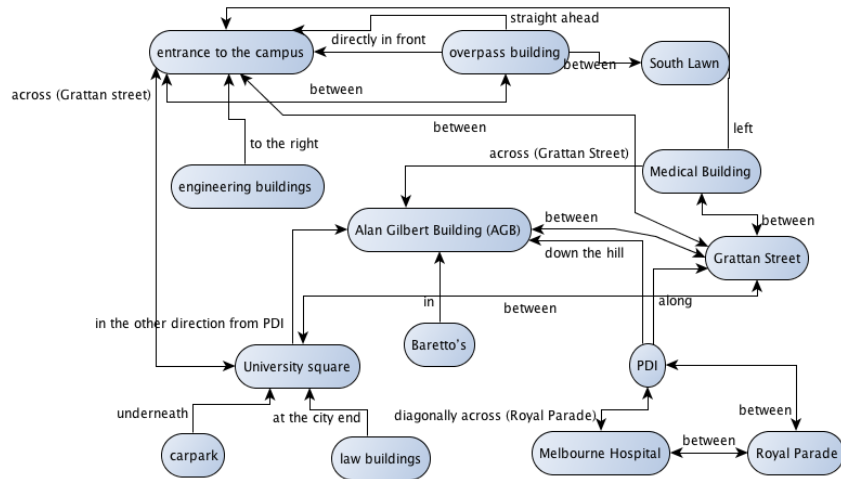 straight ahead
entrance to the campus
directly in front
overpass building
between
South Lawn
across (Grattan street)
between
between
left
to the right
across (Grattan Street)
Medical Building
engineering buildings
between
between
Alan Gilbert Building (AGB)
down the hill
Grattan Street
in
between
along
in the other direction from PDI
Baretto's
University square
PDI
underneath
at the city end
diagonally across (Royal Parade)
between
between
carpark
law buildings
Melbourne Hospital
Royal Parade